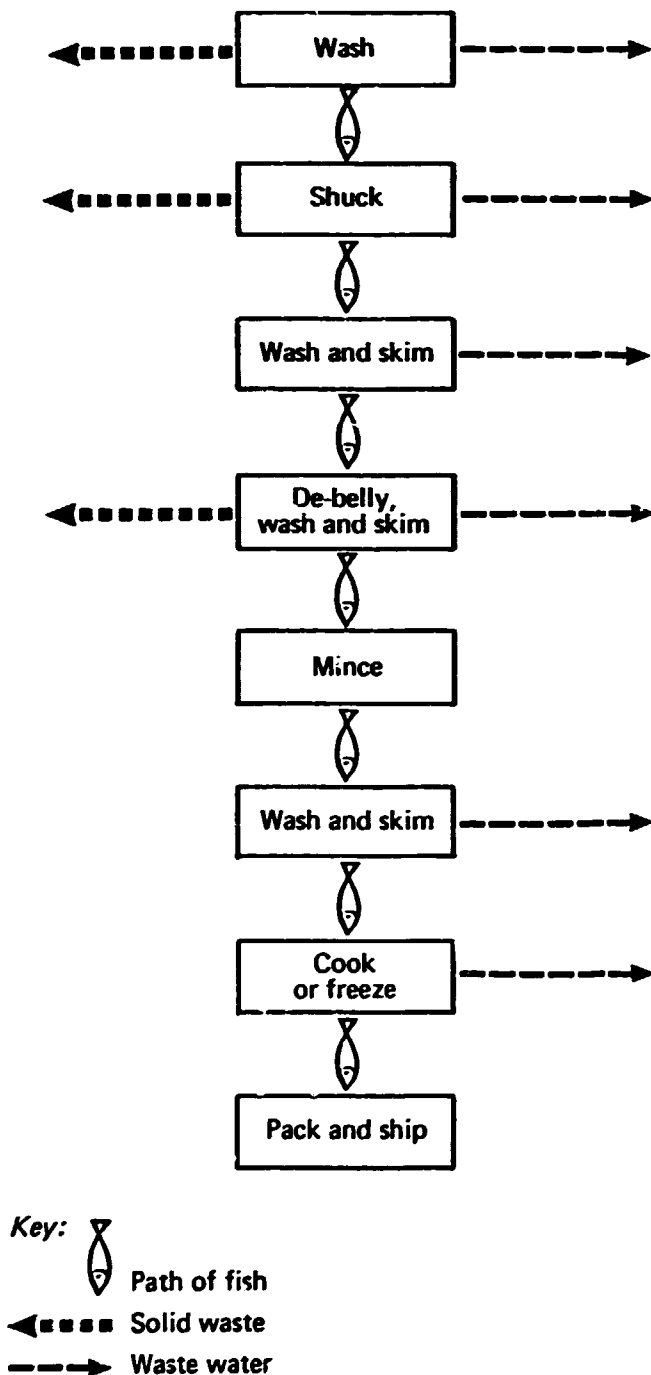 Wash
Shuck
Wash and skim
De-belly,
wash and skim
Mince
Wash and skim
Cook
or freeze
Pack and ship
Key:
Path of fish
Solid waste
Waste water